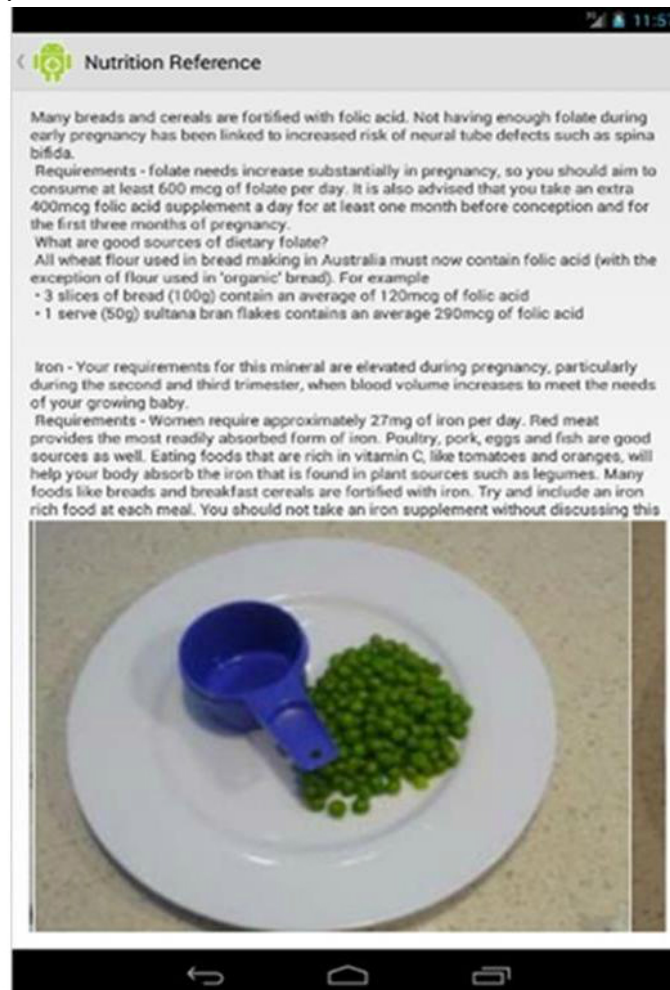 11:57
Nutrition Reference
Many breads and cereals are fortified with folic acid. Not having enough folate during
early pregnancy has been linked to increased risk of neural tube defects such as spina
bifida.
Requirements - folate needs increase substantially in pregnancy, so you should aim to
consume at least 600 mcg of folate per day. It is also advised that you take an extra
400mcg folic acid supplement a day for at least one month before conception and for
the first three months of pregnancy.
What are good sources of dietary folate?
All wheat flour used in bread making in Australia must now contain folic acid (with the
exception of flour used in 'organic' bread). For example
• 3 slices of bread (100g) contain an average of 120mcg of folic acid
• 1 serve (50g) sultana bran flakes contains an average 290mcg of folic acid
Iron - Your requirements for this mineral are elevated during pregnancy, particularly
during the second and third trimester, when blood volume increases to meet the needs
of your growing baby.
Requirements - Women require approximately 27mg of iron per day. Red meat
provides the most readily absorbed form of iron. Poultry, pork, eggs and fish are good
sources as well. Eating foods that are rich in vitamin C, like tomatoes and oranges, will
help your body absorb the iron that is found in plant sources such as legumes. Many
foods like breads and breakfast cereals are fortified with iron. Try and include an iron
rich food at each meal. You should not take an iron supplement without discussing this